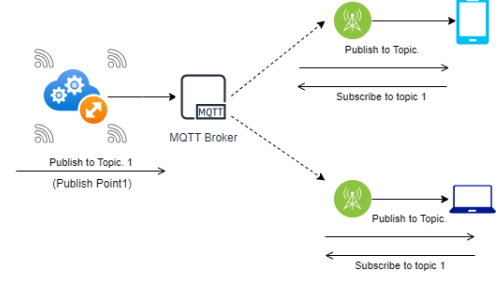 Publish to Topic.
Subscribe to topic 1
MQTT
MQTT Broker
Publish to Topic. 1
(Publish Point1)
Publish to Topic.
Subscribe to topic 1